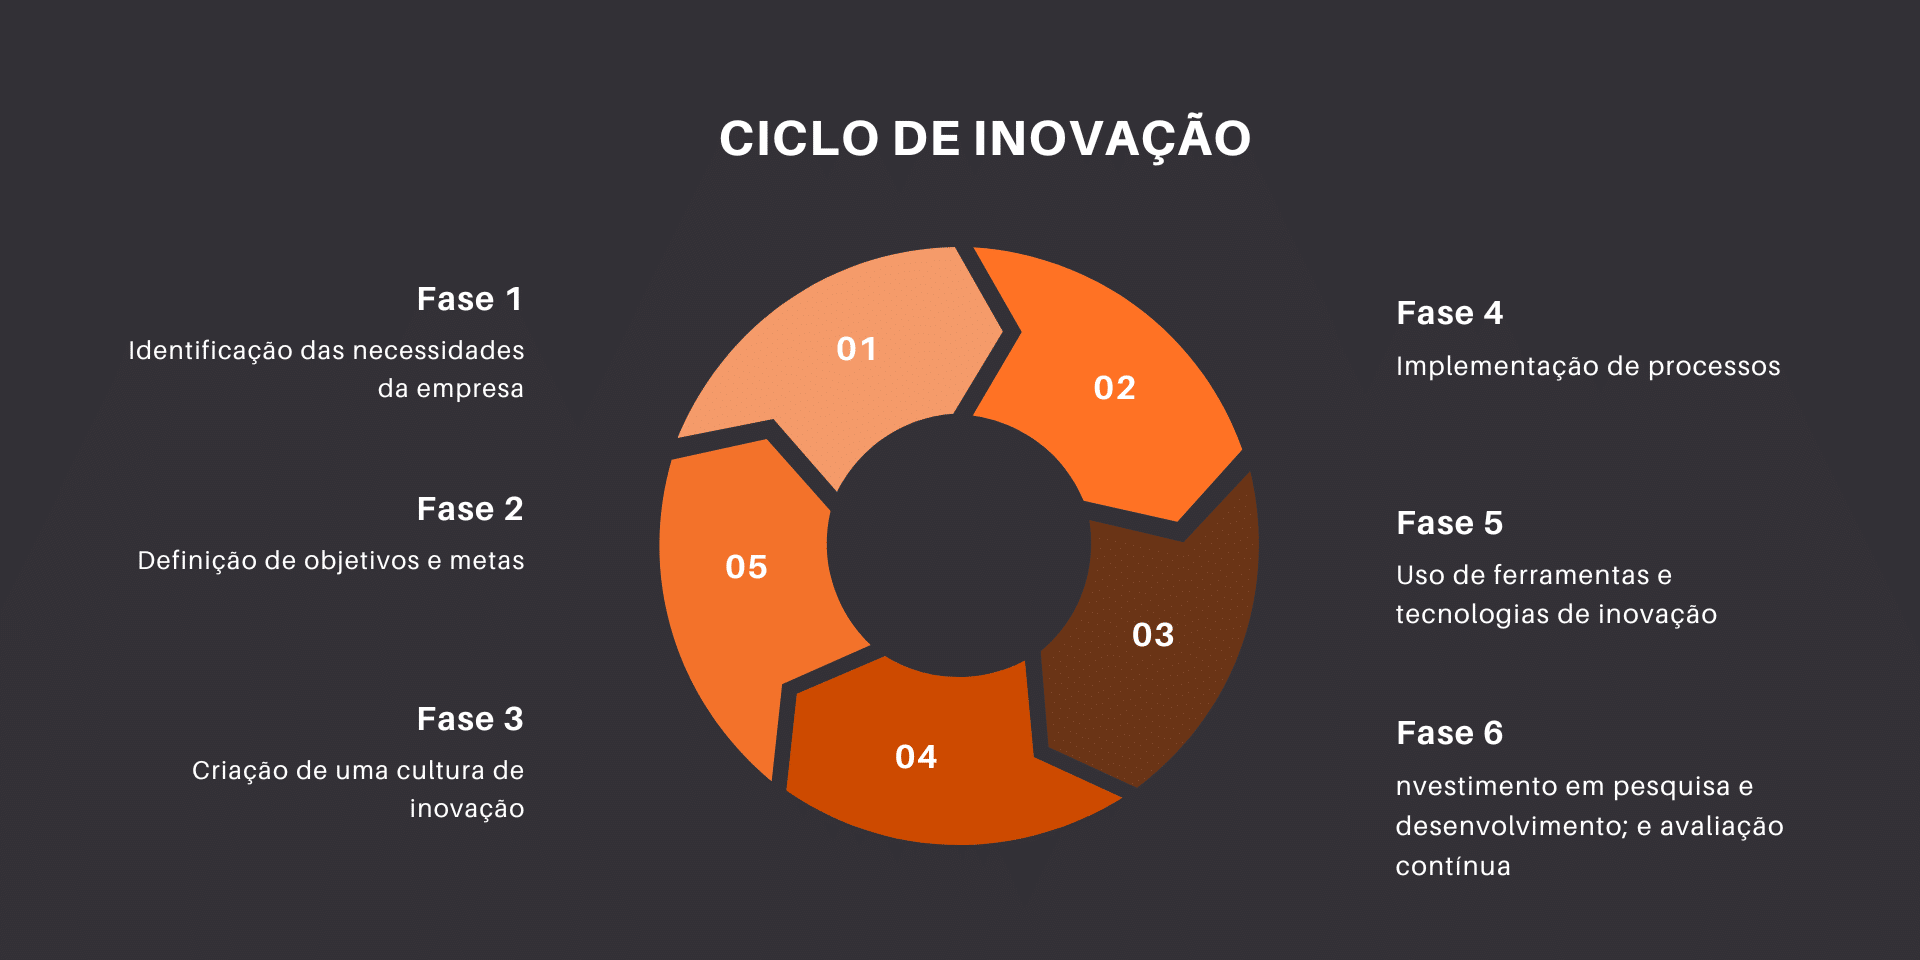 CICLO DE INOVAÇÃO
Fase 1
Identificação das necessidades
da empresa
Fase 2
Definição de objetivos e metas
Fase 3
Criação de uma cultura de
inovação
01
02
03
04
05
Fase 4
Implementação de processos
Fase 5
Uso de ferramentas e
tecnologias de inovação
Fase 6
nvestimento em pesquisa e
desenvolvimento; e avaliação
contínua